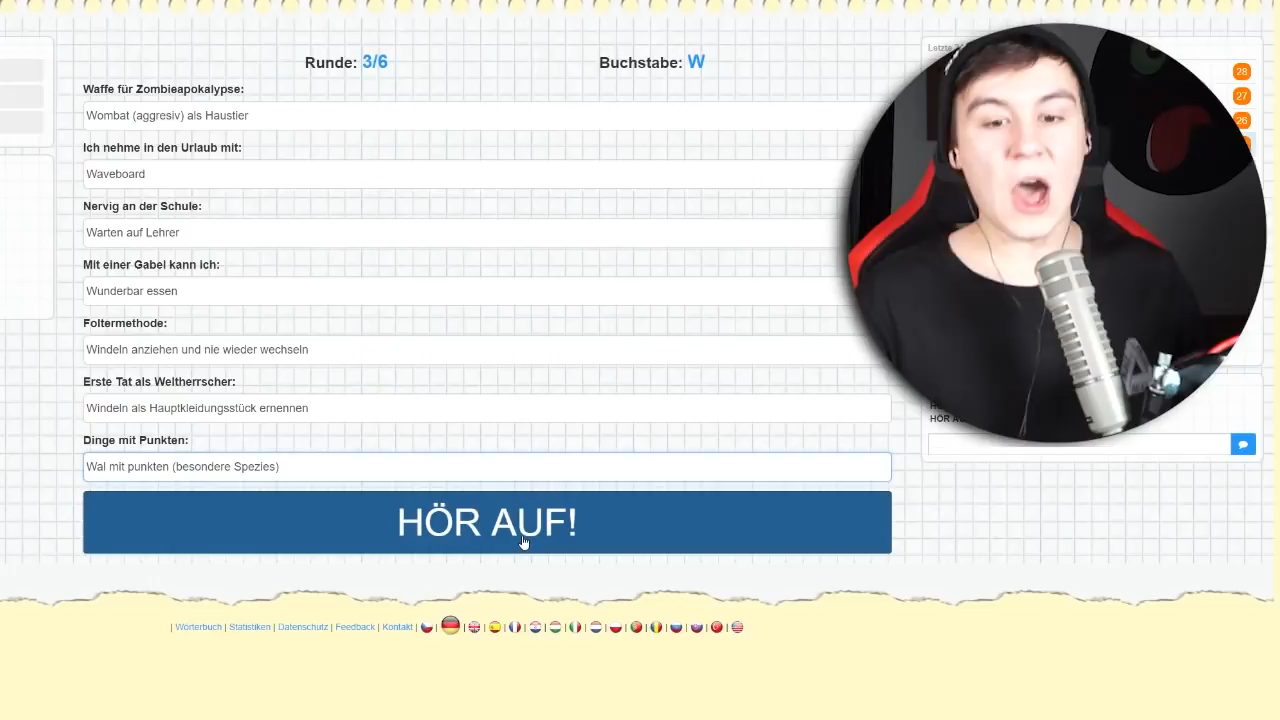 Letzte
Runde: 3/6
Buchstabe: W
28
27
26
Waffe für Zombieapokalypse:
Wombat (aggresiv) als Haustier
Ich nehme in den Urlaub mit:
Waveboard
Nervig an der Schule:
Warten auf Lehrer
Mit einer Gabel kann ich:
Wunderbar essen
Foltermethode:
Windeln anziehen und nie wieder wechseln
Erste Tat als Weltherrscher:
Windeln als Hauptkleidungsstück ernennen
HÖR
Dinge mit Punkten:
Wal mit punkten (besondere Spezies)
HÖR AUF!
| Wörterbuch | Statistiken | Datenschutz | Feedback | Kontakt |